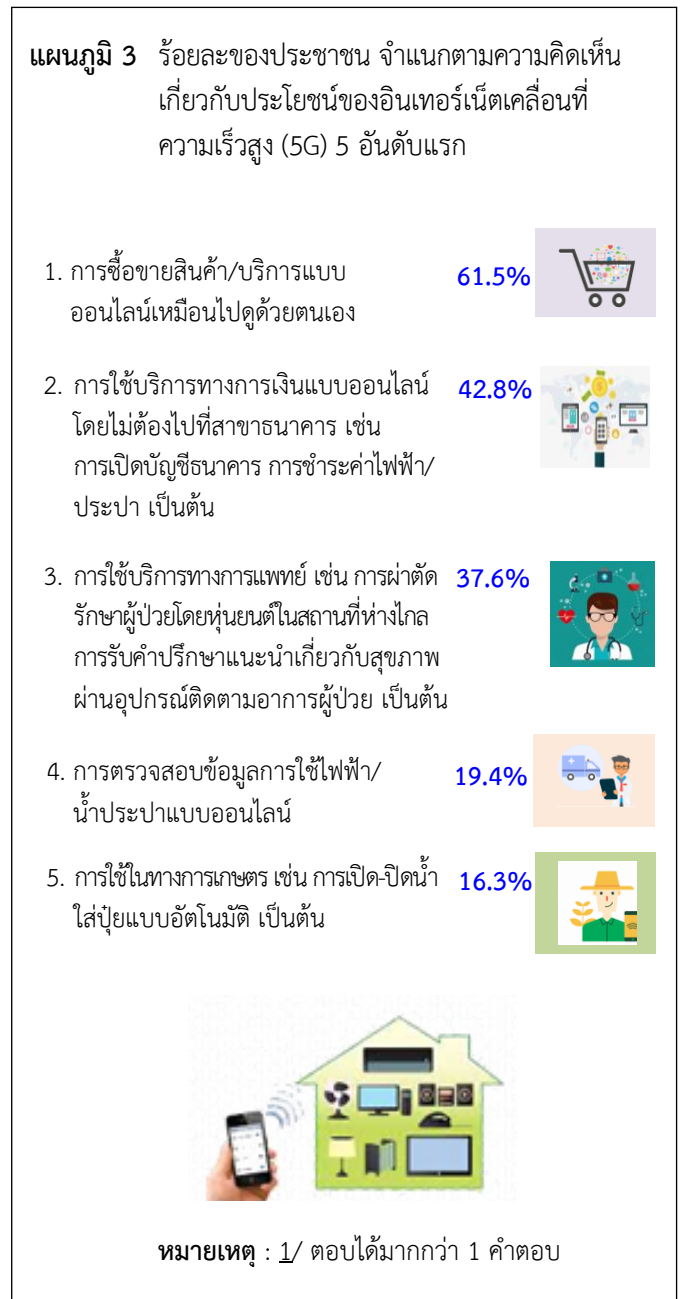 แผนภูมิ 3 ร้อยละของประชาชน จำแนกตามความคิดเห็น
เกี่ยวกับประโยชน์ของอินเทอร์เน็ตเคลื่อนที่
ความเร็วสูง (5G) 5 อันดับแรก
1. การซื้อขายสินค้า/บริการแบบ 61.5%
ออนไลน์เหมือนไปดูด้วยตนเอง
2. การใช้บริการทางการเงินแบบออนไลน์ 42.8%
โดยไม่ต้องไปที่สาขาธนาคาร เช่น
การเปิดบัญชีธนาคาร การชำระค่าไฟฟ้า/
ประปา เป็นต้น
3. การใช้บริการทางการแพทย์ เช่น การผ่าตัด 37.6%
รักษาผู้ป่วยโดยหุ่นยนต์ในสถานที่ห่างไกล
การรับคำปรึกษาแนะนำเกี่ยวกับสุขภาพ
ผ่านอุปกรณ์ติดตามอาการผู้ป่วย เป็นต้น
4. การตรวจสอบข้อมูลการใช้ไฟฟ้า/ 19.4%
น้ำประปาแบบออนไลน์
5. การใช้ในทางการเกษตร เช่น การเปิด-ปิดน้ำ 16.3%
ใส่ปุ๋ยแบบอัตโนมัติ เป็นต้น
หมายเหตุ : 1/ ตอบได้มากกว่า 1 คำตอบ